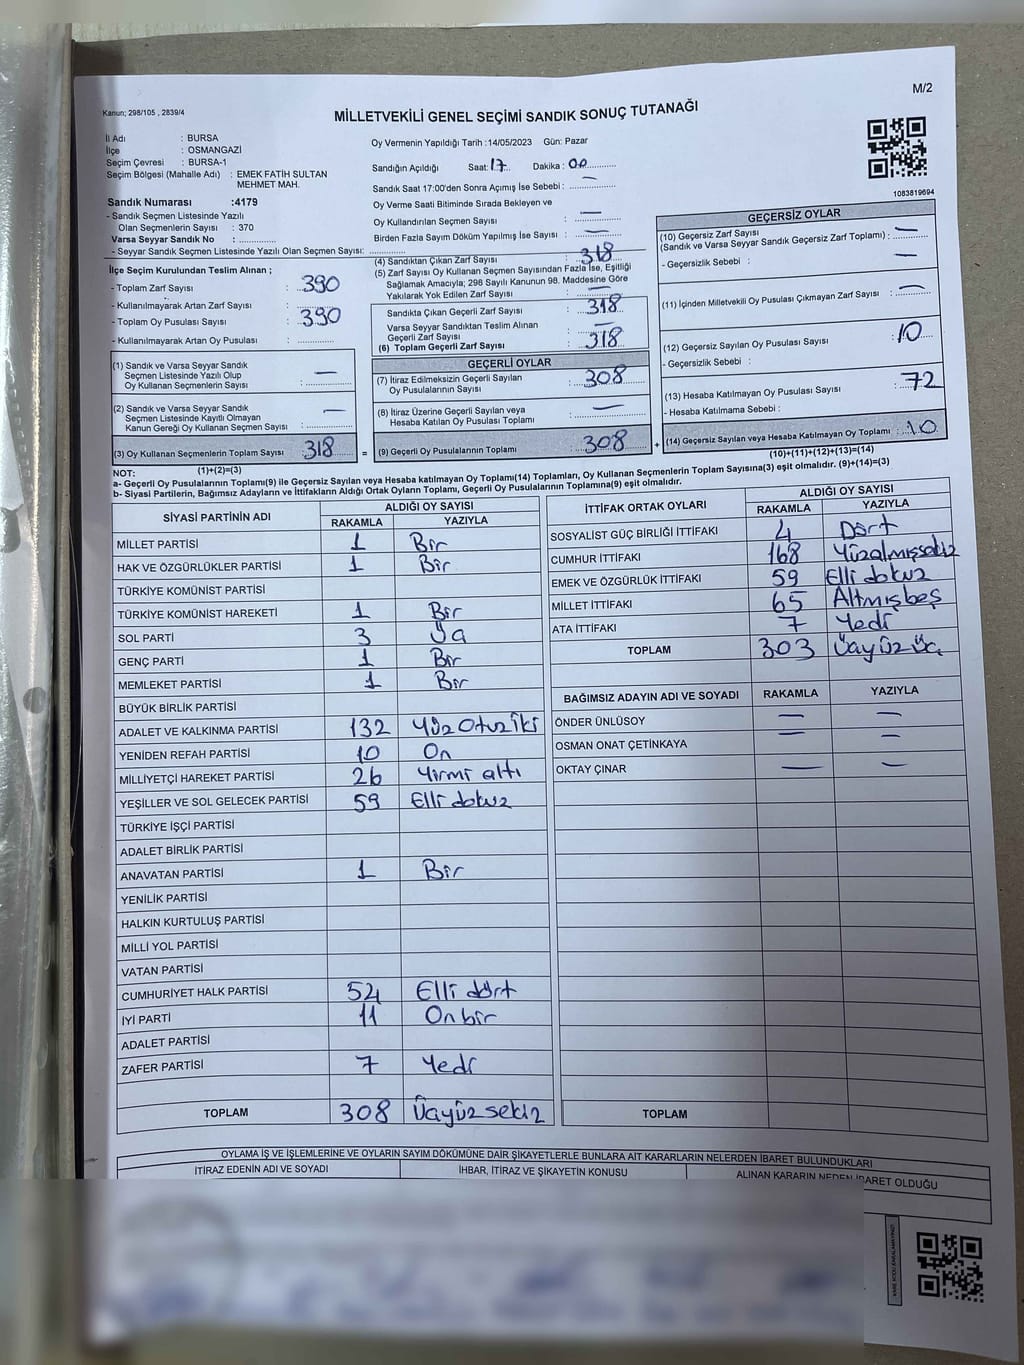 M/2
Kanun; 298/105 , 2839/4
MİLLETVEKİLİ GENEL SEÇİMİ SANDIK SONUÇ TUTANAĞI
İl Adı : BURSA
İlçe : OSMANGAZİ
Seçim Çevresi : BURSA-1
Seçim Bölgesi (Mahalle Adı) : EMEK FATİH SULTAN
MEHMET MAH.
Sandık Numarası :4179
- Sandık Seçmen Listesinde Yazılı
Olan Seçmenlerin Sayısı : 370
Varsa Seyyar Sandık No : ............
- Seyyar Sandık Seçmen Listesinde Yazılı Olan Seçmen Sayısı: ............
Oy Vermenin Yapıldığı Tarih :14/05/2023 Gün: Pazar
Sandığın Açıldığı Saat: 17 Dakika : 00
Sandık Saat 17:00'den Sonra Açımış İse Sebebi : —
Oy Verme Saati Bitiminde Sırada Bekleyen ve
Oy Kullandırılan Seçmen Sayısı : —
Birden Fazla Sayım Döküm Yapılmış İse Sayısı : —
1083819694
İlçe Seçim Kurulundan Teslim Alınan ;
- Toplam Zarf Sayısı : 390
- Kullanılmayarak Artan Zarf Sayısı :
- Toplam Oy Pusulası Sayısı : 390
- Kullanılmayarak Artan Oy Pusulası :
(1) Sandık ve Varsa Seyyar Sandık
Seçmen Listesinde Yazılı Olup
Oy Kullanan Seçmenlerin Sayısı : —
(2) Sandık ve Varsa Seyyar Sandık
Seçmen Listesinde Kayıtlı Olmayan
Kanun Gereği Oy Kullanan Seçmen Sayısı : —
(3) Oy Kullanan Seçmenlerin Toplam Sayısı : 318
(1)+(2)=(3)
(4) Sandıktan Çıkan Zarf Sayısı : 318
(5) Zarf Sayısı Oy Kullanan Seçmen Sayısından Fazla İse, Eşitliği
Sağlamak Amacıyla; 298 Sayılı Kanunun 98. Maddesine Göre
Yakılarak Yok Edilen Zarf Sayısı : —
Sandıkta Çıkan Geçerli Zarf Sayısı : 318
Varsa Seyyar Sandıktan Teslim Alınan
Geçerli Zarf Sayısı : —
(6) Toplam Geçerli Zarf Sayısı : 318
GEÇERLİ OYLAR
(7) İtiraz Edilmeksizin Geçerli Sayılan
Oy Pusulalarının Sayısı : 308
(8) İtiraz Üzerine Geçerli Sayılan veya
Hesaba Katılan Oy Pusulası Toplamı : —
= (9) Geçerli Oy Pusulalarının Toplamı : 308
GEÇERSİZ OYLAR
(10) Geçersiz Zarf Sayısı
(Sandık ve Varsa Seyyar Sandık Geçersiz Zarf Toplamı) : —
- Geçersizlik Sebebi : —
(11) İçinden Milletvekili Oy Pusulası Çıkmayan Zarf Sayısı : —
(12) Geçersiz Sayılan Oy Pusulası Sayısı : 10
- Geçersizlik Sebebi :
(13) Hesaba Katılmayan Oy Pusulası Sayısı : 72
- Hesaba Katılmama Sebebi :
+ (14) Geçersiz Sayılan veya Hesaba Katılmayan Oy Toplamı : 10
(10)+(11)+(12)+(13)=(14)
NOT:
a- Geçerli Oy Pusulalarının Toplamı(9) ile Geçersiz Sayılan veya Hesaba katılmayan Oy Toplamı(14) Toplamları, Oy Kullanan Seçmenlerin Toplam Sayısına(3) eşit olmalıdır. (9)+(14)=(3)
b- Siyasi Partilerin, Bağımsız Adayların ve İttifakların Aldığı Ortak Oyların Toplamı, Geçerli Oy Pusulalarının Toplamına(9) eşit olmalıdır.
SİYASİ PARTİNİN ADI ALDIĞI OY SAYISI
RAKAMLA YAZIYLA
MİLLET PARTİSİ 1 Bir
HAK VE ÖZGÜRLÜKLER PARTİSİ 1 Bir
TÜRKİYE KOMÜNİST PARTİSİ
TÜRKİYE KOMÜNİST HAREKETİ 1 Bir
SOL PARTİ 3 Üç
GENÇ PARTİ 1 Bir
MEMLEKET PARTİSİ 1 Bir
BÜYÜK BİRLİK PARTİSİ
ADALET VE KALKINMA PARTİSİ 132 Yüz Otuz iki
YENİDEN REFAH PARTİSİ 10 On
MİLLİYETÇİ HAREKET PARTİSİ 26 Yirmi altı
YEŞİLLER VE SOL GELECEK PARTİSİ 59 Elli dokuz
TÜRKİYE İŞÇİ PARTİSİ
ADALET BİRLİK PARTİSİ
ANAVATAN PARTİSİ 1 Bir
YENİLİK PARTİSİ
HALKIN KURTULUŞ PARTİSİ
MİLLİ YOL PARTİSİ
VATAN PARTİSİ
CUMHURİYET HALK PARTİSİ 54 Elli dört
İYİ PARTİ 11 On bir
ADALET PARTİSİ
ZAFER PARTİSİ 7 Yedi
TOPLAM 308 Üçyüz sekiz
İTTİFAK ORTAK OYLARI ALDIĞI OY SAYISI
RAKAMLA YAZIYLA
SOSYALİST GÜÇ BİRLİĞİ İTTİFAKI 4 Dört
CUMHUR İTTİFAKI 168 Yüzalmışsekiz
EMEK VE ÖZGÜRLÜK İTTİFAKI 59 Elli dokuz
MİLLET İTTİFAKI 65 Altmışbeş
ATA İTTİFAKI 7 Yedi
TOPLAM 303 Üçyüz Üç
BAĞIMSIZ ADAYIN ADI VE SOYADI RAKAMLA YAZIYLA
ÖNDER ÜNLÜSOY — —
OSMAN ONAT ÇETİNKAYA — —
OKTAY ÇINAR — —
TOPLAM
OYLAMA İŞ VE İŞLEMLERİNE VE OYLARIN SAYIM DÖKÜMÜNE DAİR ŞİKAYETLERLE BUNLARA AİT KARARLARIN NELERDEN İBARET BULUNDUKLARI
İTİRAZ EDENİN ADI VE SOYADI İHBAR, İTİRAZ VE ŞİKAYETİN KONUSU ALINAN KARARIN NEDEN İBARET OLDUĞU